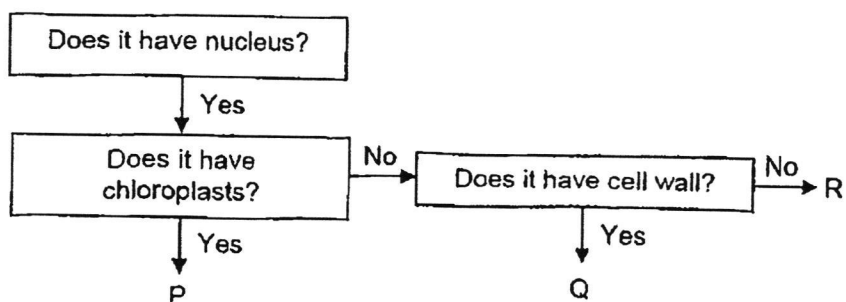 Does it have nucleus?
Yes
Does it have
chloroplasts?
No
Does it have cell wall?
No
R
Yes
Yes
P
Q